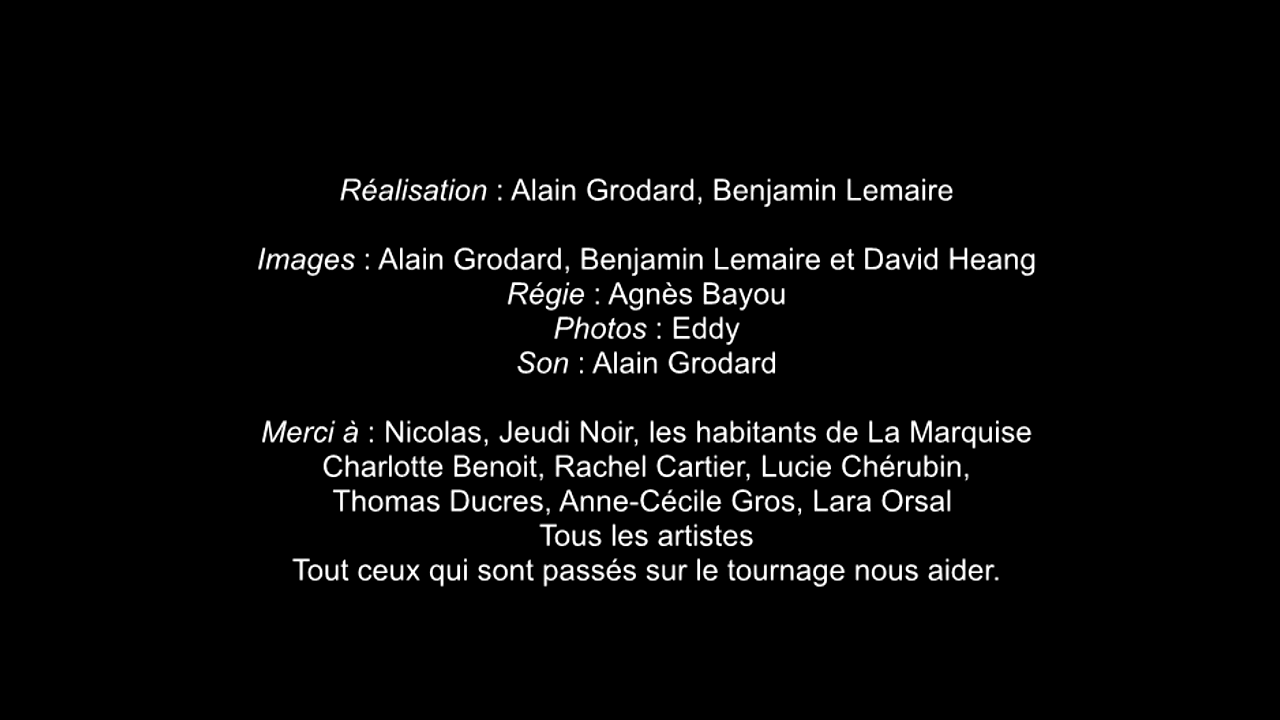 Réalisation : Alain Grodard, Benjamin Lemaire
Images : Alain Grodard, Benjamin Lemaire et David Heang
Régie : Agnès Bayou
Photos : Eddy
Son : Alain Grodard
Merci à : Nicolas, Jeudi Noir, les habitants de La Marquise
Charlotte Benoit, Rachel Cartier, Lucie Chérubin,
Thomas Ducres, Anne-Cécile Gros, Lara Orsal
Tous les artistes
Tout ceux qui sont passés sur le tournage nous aider.